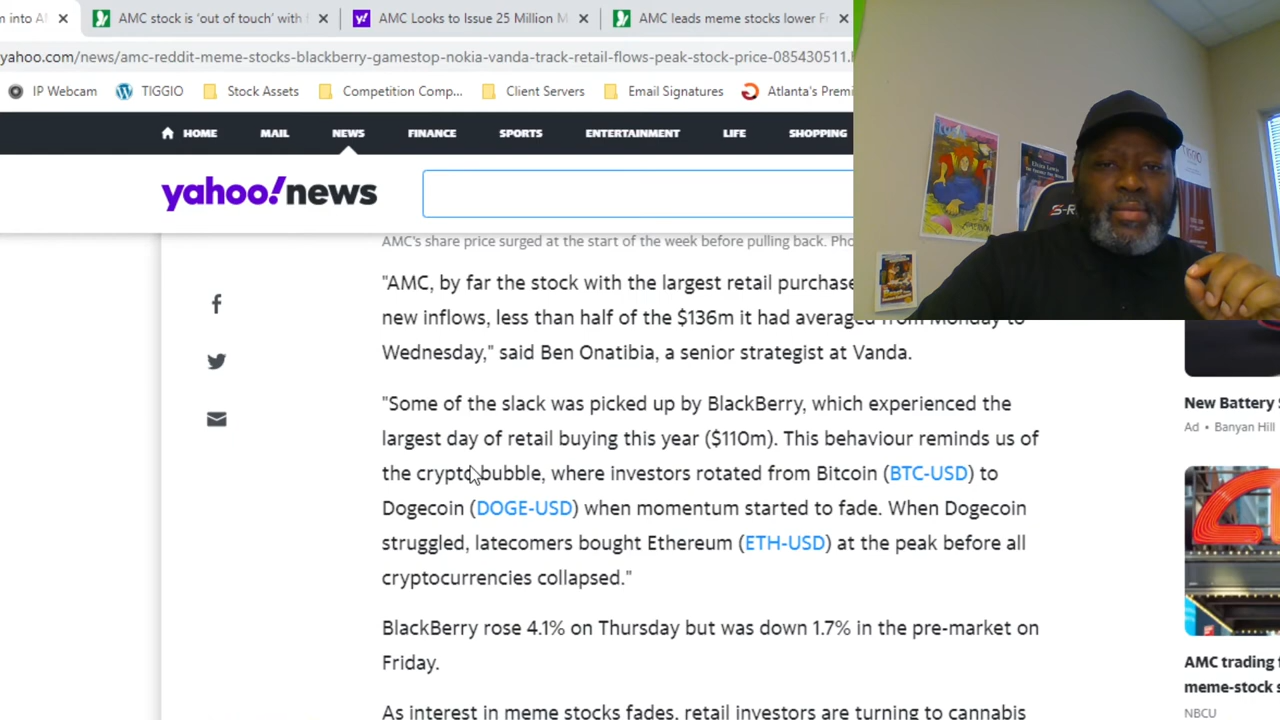 n into A
AMC stock is ‘out of touch’ with
AMC Looks to Issue 25 Million M
AMC leads meme stocks lower Fr
yahoo.com/news/amc-reddit-meme-stocks-blackberry-gamestop-nokia-vanda-track-retail-flows-peak-stock-price-085430511.
IP Webcam TIGGIO Stock Assets Competition Comp... Client Servers Email Signatures Atlanta's Premi
HOME MAIL NEWS FINANCE SPORTS ENTERTAINMENT LIFE SHOPPING
yahoo!news
AMC's share price surged at the start of the week before pulling back. Pho
"AMC, by far the stock with the largest retail purchase
new inflows, less than half of the $136m it had averaged from Monday to
Wednesday," said Ben Onatibia, a senior strategist at Vanda.
"Some of the slack was picked up by BlackBerry, which experienced the
largest day of retail buying this year ($110m). This behaviour reminds us of
the crypto bubble, where investors rotated from Bitcoin (BTC-USD) to
Dogecoin (DOGE-USD) when momentum started to fade. When Dogecoin
struggled, latecomers bought Ethereum (ETH-USD) at the peak before all
cryptocurrencies collapsed."
BlackBerry rose 4.1% on Thursday but was down 1.7% in the pre-market on
Friday.
As interest in meme stocks fades, retail investors are turning to cannabis
S-R
New Battery
Ad • Banyan Hill
AMC trading
meme-stock s
NBCU